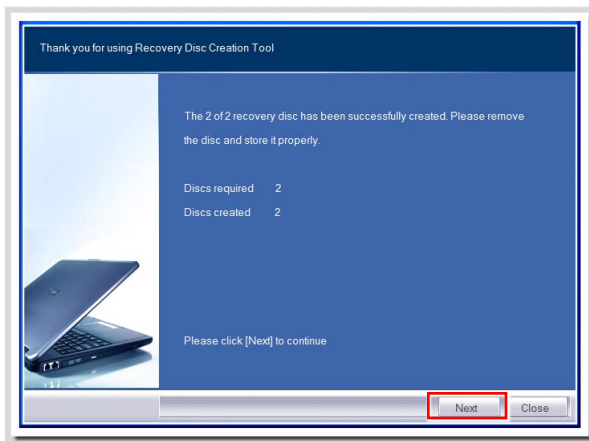 Thank you for using Recovery Disc Creation Tool
The 2 of 2 recovery disc has been successfully created. Please remove
the disc and store it properly.
Discs required 2
Discs created 2
Please click [Next] to continue
Next Close